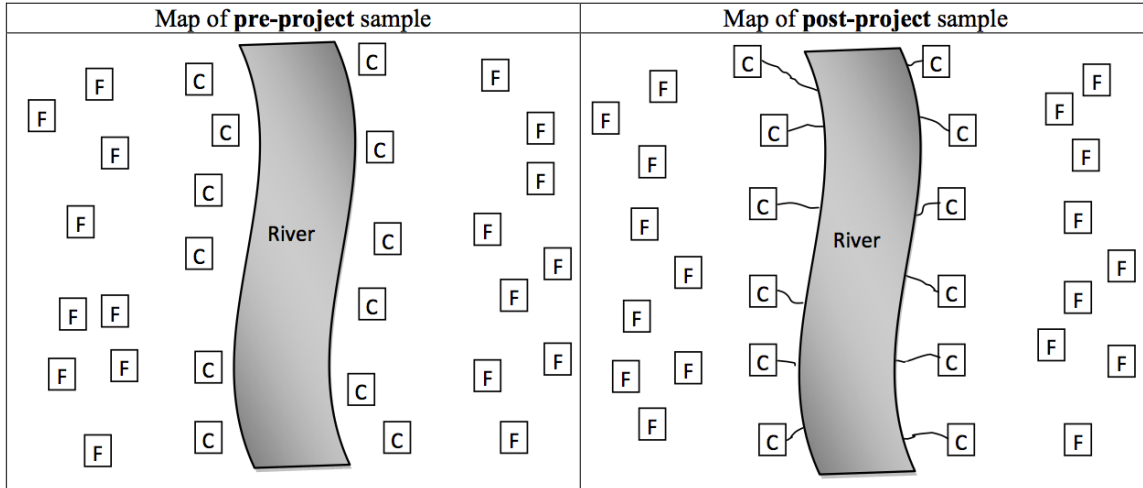 Map of pre-project sample
F C C F
F C F
F C
C F
F River C F
C F
F F C F
F F C F F
C
F C C F
Map of post-project sample
C C
F F
F C C F
F F
C C F
F River
F F
C C F
F F
F F C C F
F C C F